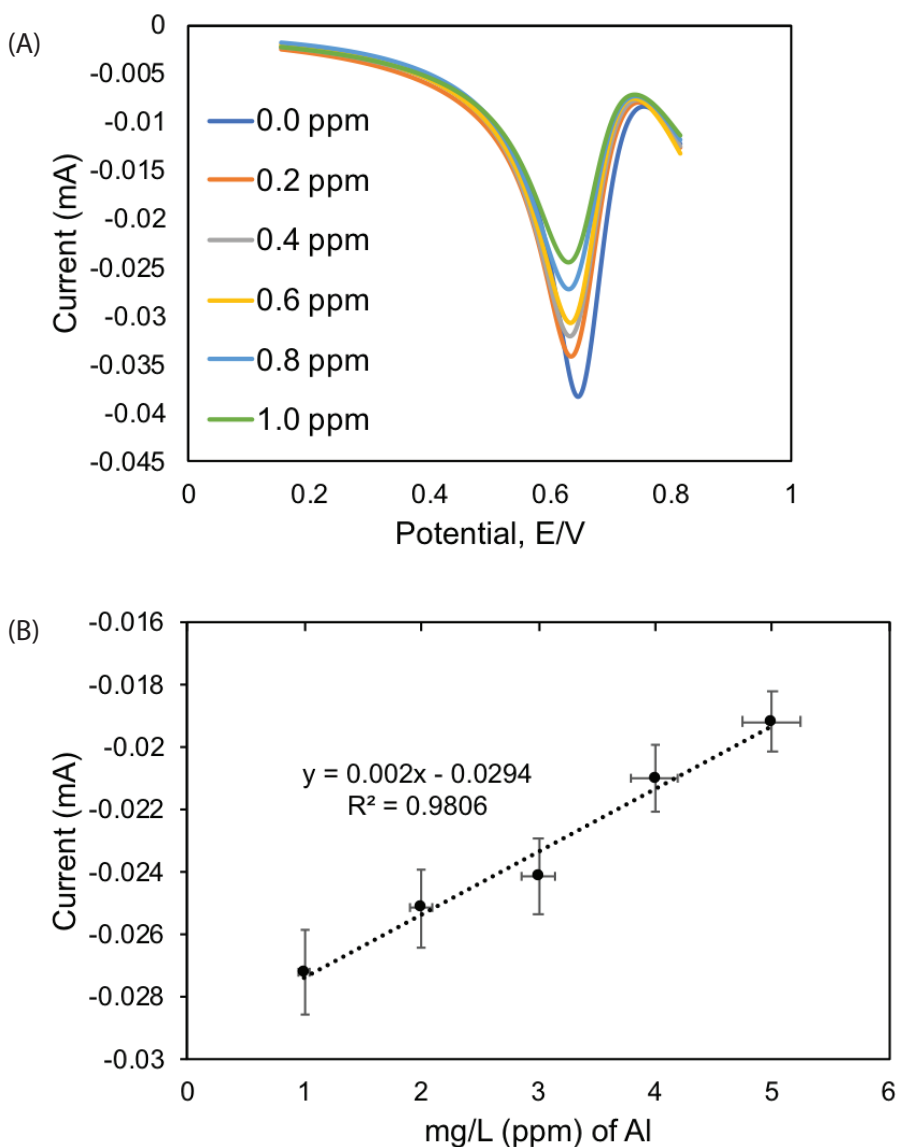 (A)
0
-0.005
-0.01
-0.015
-0.02
-0.025
-0.03
-0.035
-0.04
-0.045
Current (mA)
0.0 ppm
0.2 ppm
0.4 ppm
0.6 ppm
0.8 ppm
1.0 ppm
0 0.2 0.4 0.6 0.8 1
Potential, E/V
(B)
-0.016
-0.018
-0.02
-0.022
-0.024
-0.026
-0.028
-0.03
Current (mA)
y = 0.002x - 0.0294
R² = 0.9806
0 1 2 3 4 5 6
mg/L (ppm) of Al